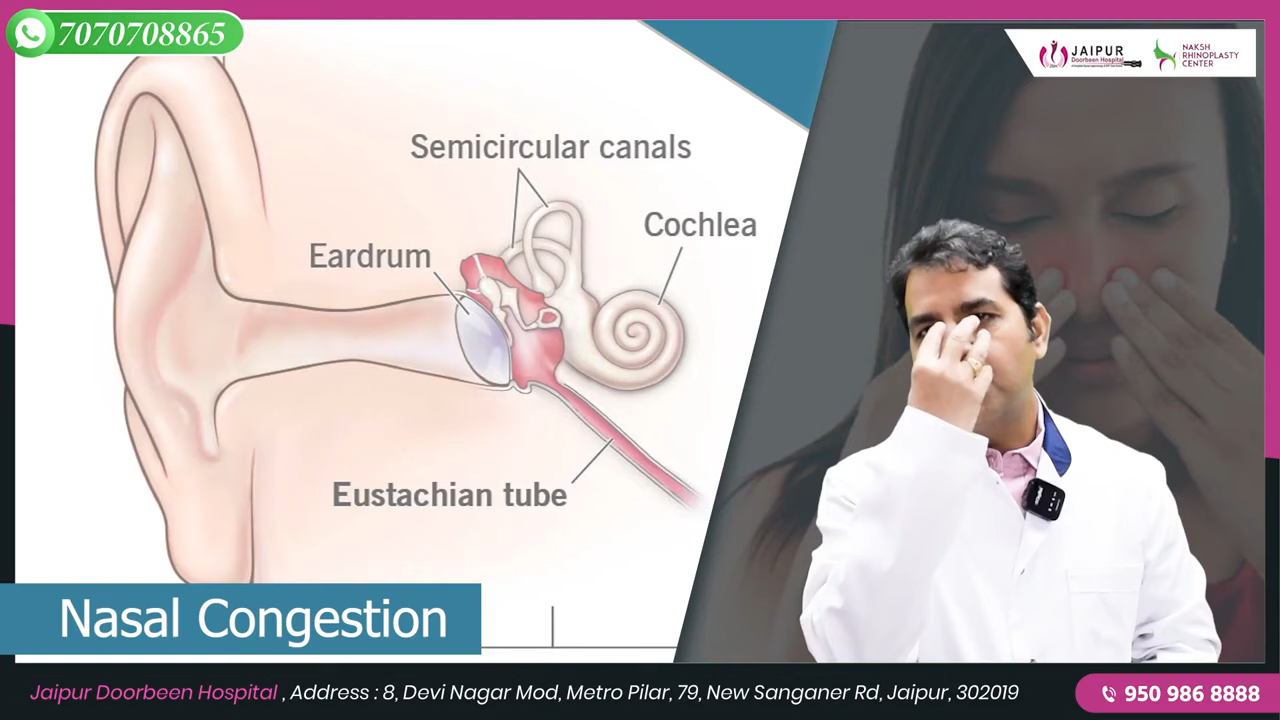 7070708865
JAIPUR
Doorbeen Hospital
NAKSH
RHINOPLASTY
CENTER
Semicircular canals
Cochlea
Eardrum
Eustachian tube
Nasal Congestion
Jaipur Doorbeen Hospital , Address : 8, Devi Nagar Mod, Metro Pilar, 79, New Sanganer Rd, Jaipur, 302019
950 986 8888